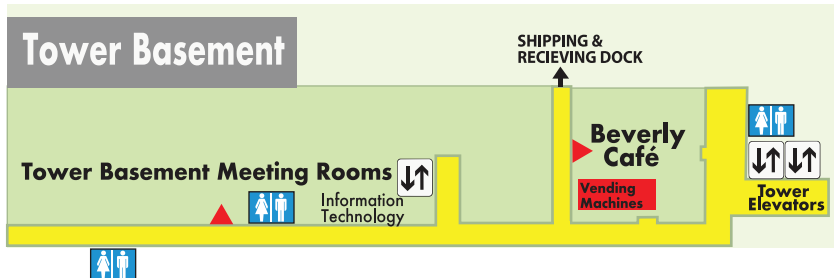 Tower Basement
SHIPPING &
RECIEVING DOCK
Beverly
Café
Tower Basement Meeting Rooms
Vending
Machines
Information
Technology
Tower
Elevators